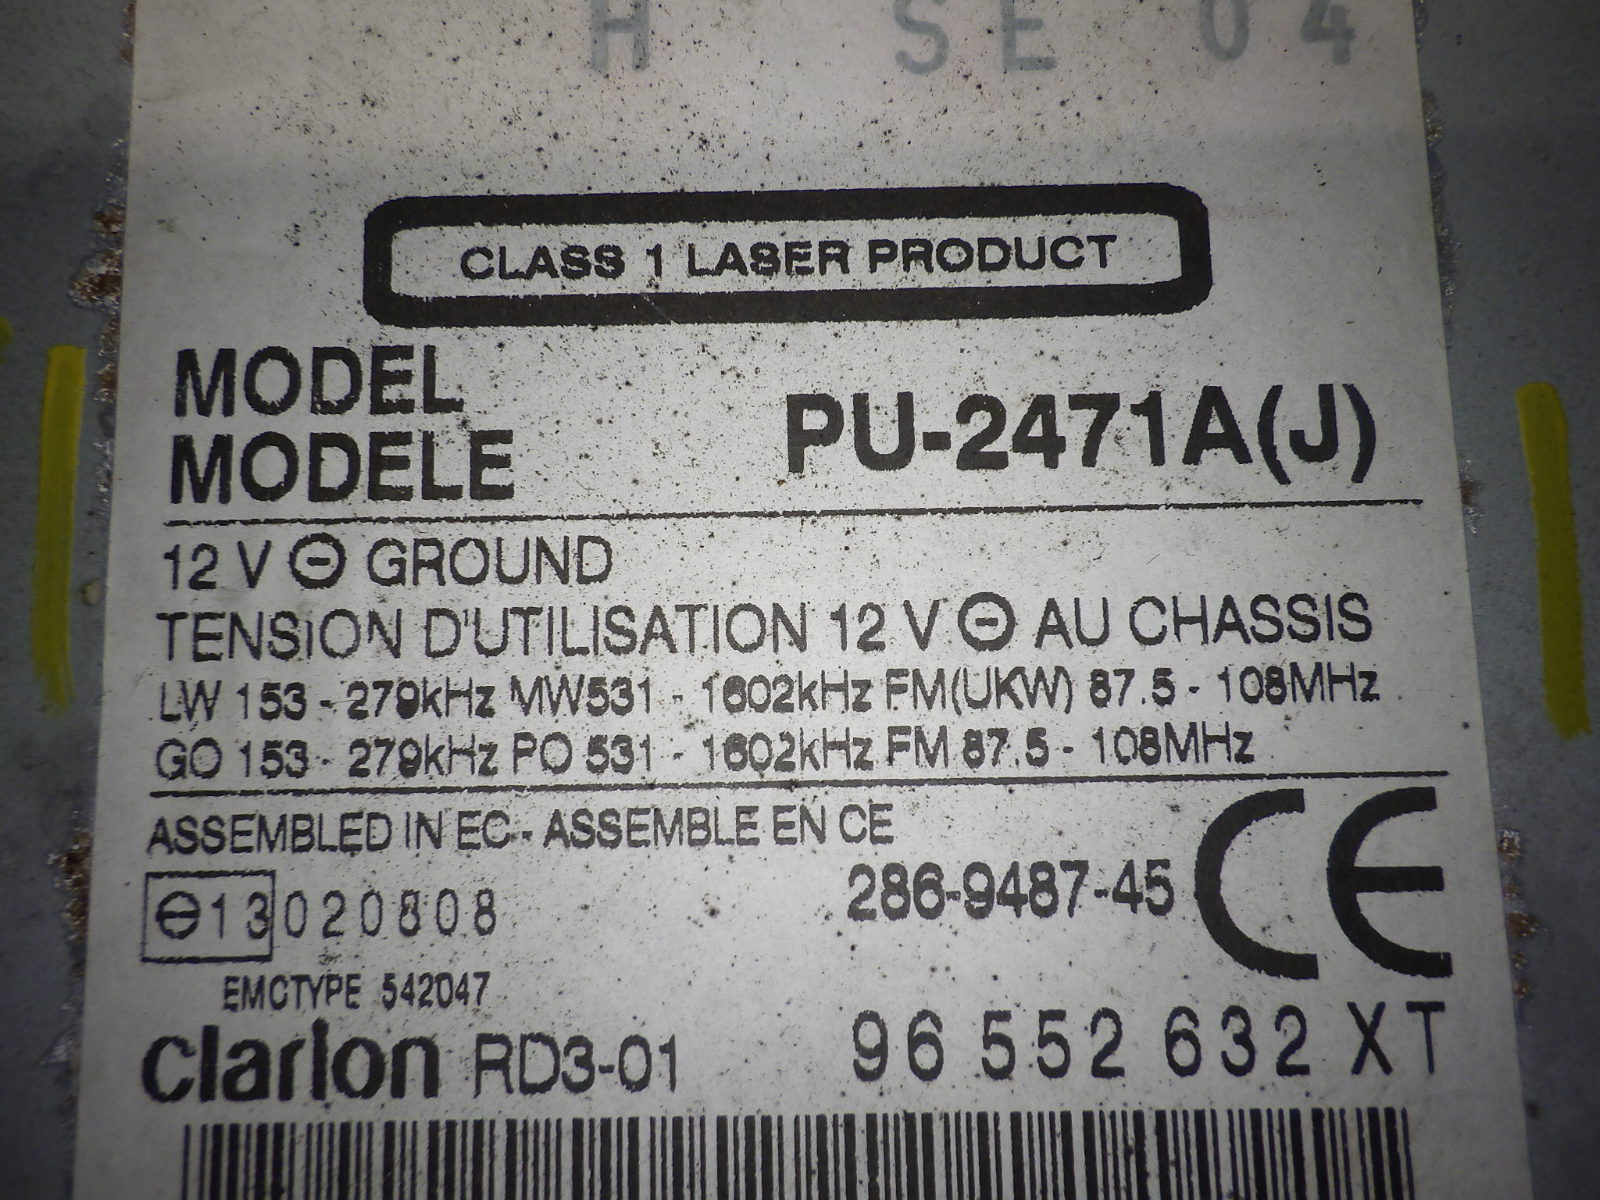 H SE 04
CLASS 1 LASER PRODUCT
MODEL
MODELE PU-2471A(J)
12 V ⊖ GROUND
TENSION D'UTILISATION 12 V ⊖ AU CHASSIS
LW 153 - 279kHz MW531 - 1602kHz FM(UKW) 87.5 - 108MHz
GO 153 - 279kHz PO 531 - 1602kHz FM 87.5 - 108MHz
ASSEMBLED IN EC - ASSEMBLE EN CE
286-9487-45 CE
⊖13 020808
EMCTYPE 542047
clarion RD3-01 96 552 632 XT